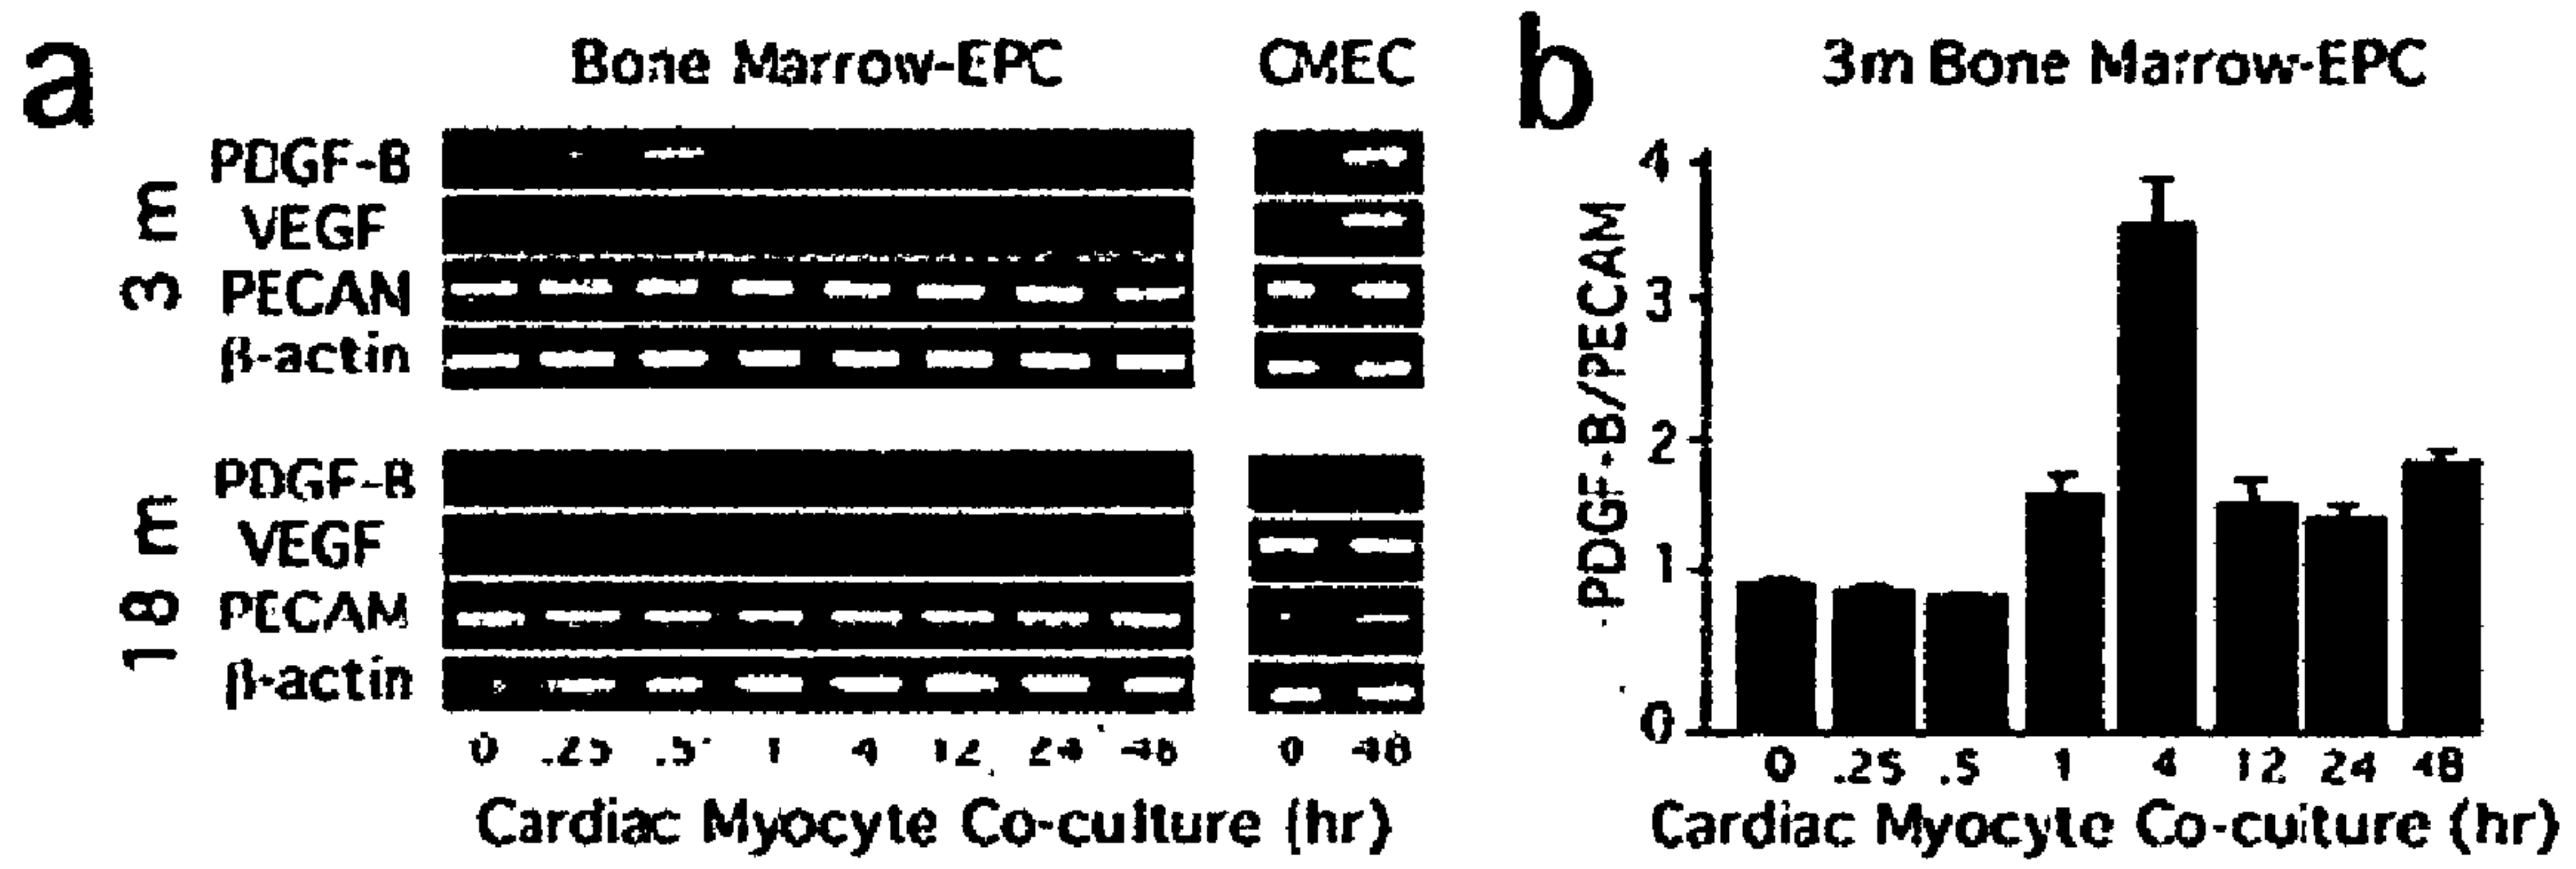 a
Bone Marrow-EPC
CMEC
3 m
PDGF-B
VEGF
PECAN
β-actin
18 m
PDGF-B
VEGF
PECAM
β-actin
0 .25 .5 1 4 12 24 48
0 48
Cardiac Myocyte Co-culture (hr)
b
3m Bone Marrow-EPC
PDGF-B/PECAM
4
3
2
1
0
0 .25 .5 1 4 12 24 48
Cardiac Myocyte Co-culture (hr)